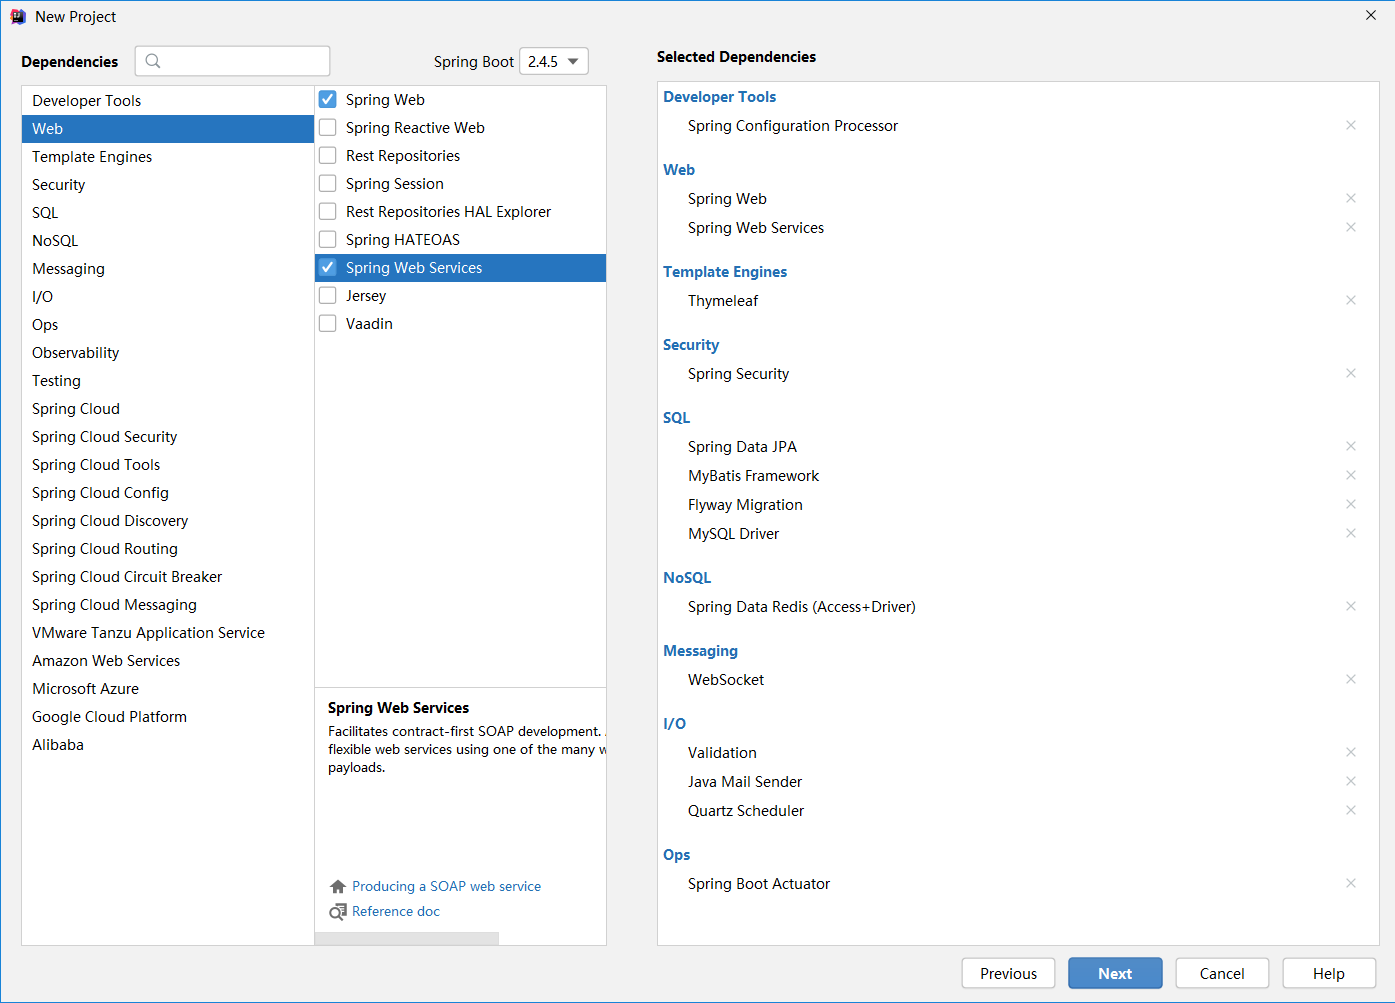 New Project
Dependencies
Spring Boot 2.4.5
Developer Tools
Web
Template Engines
Security
SQL
NoSQL
Messaging
I/O
Ops
Observability
Testing
Spring Cloud
Spring Cloud Security
Spring Cloud Tools
Spring Cloud Config
Spring Cloud Discovery
Spring Cloud Routing
Spring Cloud Circuit Breaker
Spring Cloud Messaging
VMware Tanzu Application Service
Amazon Web Services
Microsoft Azure
Google Cloud Platform
Alibaba
Spring Web
Spring Reactive Web
Rest Repositories
Spring Session
Rest Repositories HAL Explorer
Spring HATEOAS
Spring Web Services
Jersey
Vaadin
Spring Web Services
Facilitates contract-first SOAP development.
flexible web services using one of the many w
payloads.
Producing a SOAP web service
Reference doc
Selected Dependencies
Developer Tools
Spring Configuration Processor
Web
Spring Web
Spring Web Services
Template Engines
Thymeleaf
Security
Spring Security
SQL
Spring Data JPA
MyBatis Framework
Flyway Migration
MySQL Driver
NoSQL
Spring Data Redis (Access+Driver)
Messaging
WebSocket
I/O
Validation
Java Mail Sender
Quartz Scheduler
Ops
Spring Boot Actuator
Previous
Next
Cancel
Help